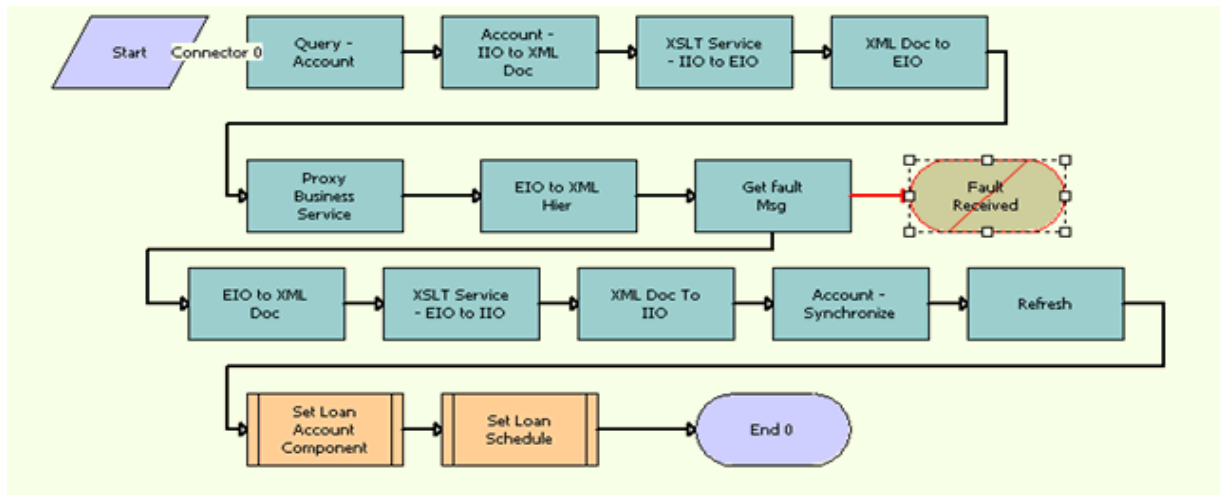 Start
Connector 0
Query -
Account
Account -
IIO to XML
Doc
XSLT Service
- IIO to EIO
XML Doc to
EIO
Proxy
Business
Service
EIO to XML
Hier
Get fault
Msg
Fault
Received
EIO to XML
Doc
XSLT Service
- EIO to IIO
XML Doc To
IIO
Account -
Synchronize
Refresh
Set Loan
Account
Component
Set Loan
Schedule
End 0